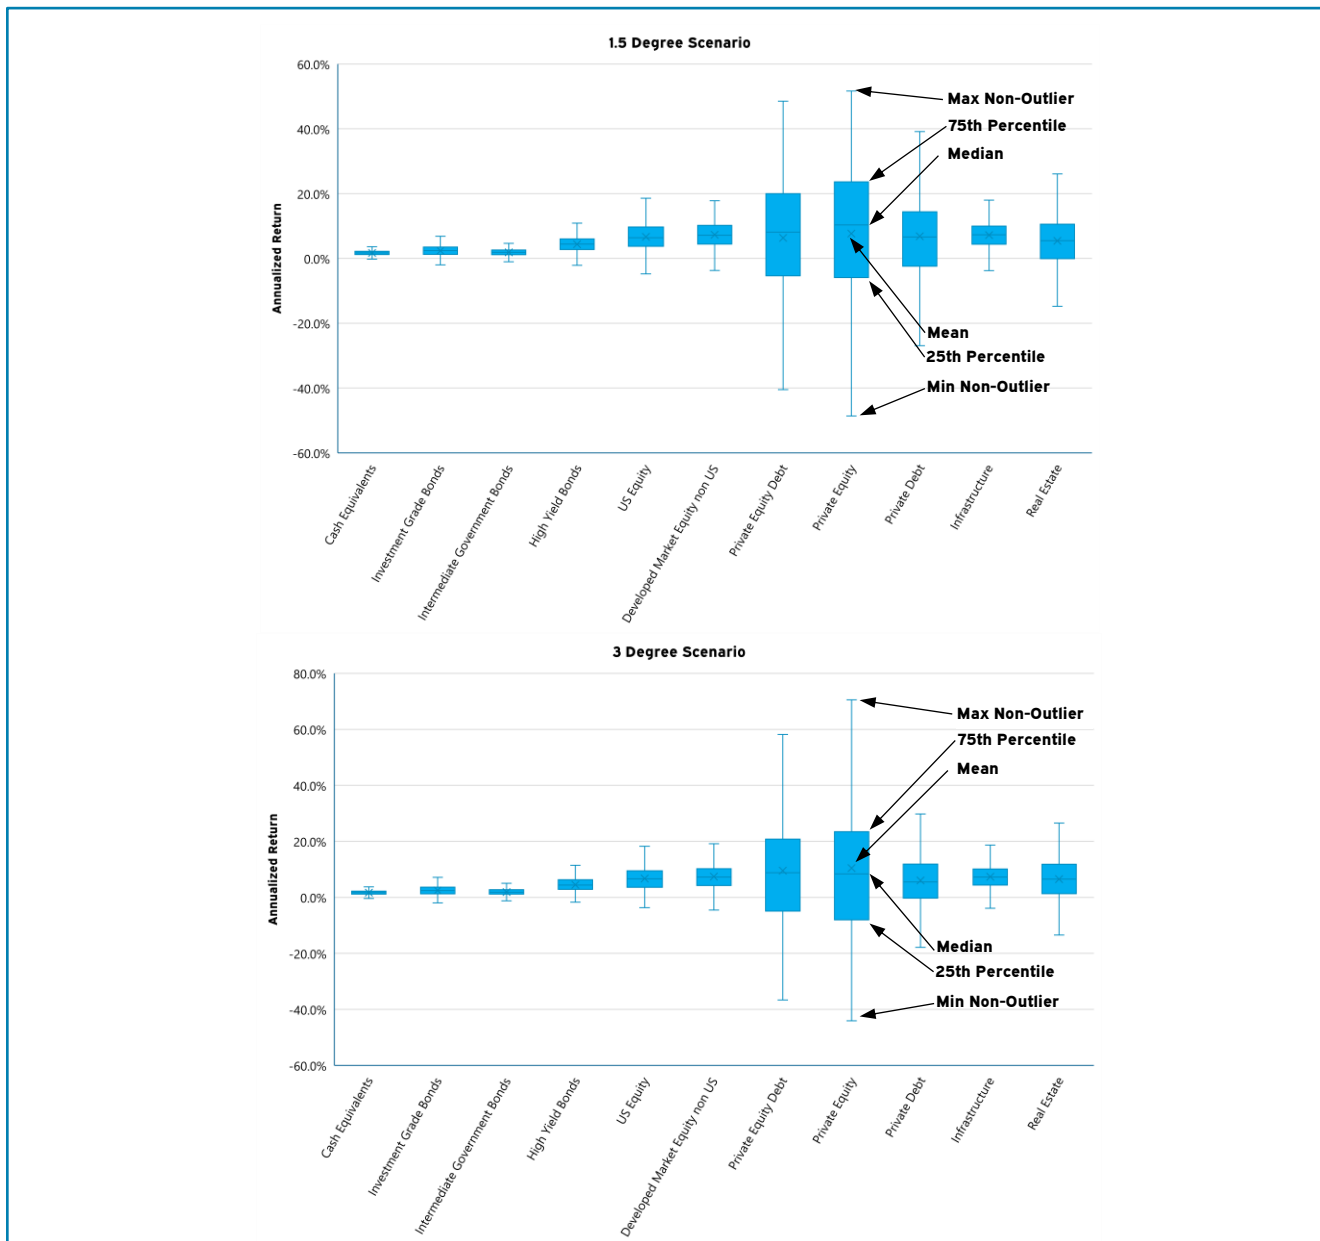 1.5 Degree Scenario
60.0%
40.0%
20.0%
0.0%
-20.0%
-40.0%
-60.0%
Annualized Return
Max Non-Outlier
75th Percentile
Median
Mean
25th Percentile
Min Non-Outlier
Cash Equivalents
Investment Grade Bonds
Intermediate Government Bonds
High Yield Bonds
US Equity
Developed Market Equity non US
Private Equity Debt
Private Equity
Private Debt
Infrastructure
Real Estate
3 Degree Scenario
80.0%
60.0%
40.0%
20.0%
0.0%
-20.0%
-40.0%
-60.0%
Annualized Return
Max Non-Outlier
75th Percentile
Mean
Median
25th Percentile
Min Non-Outlier
Cash Equivalents
Investment Grade Bonds
Intermediate Government Bonds
High Yield Bonds
US Equity
Developed Market Equity non US
Private Equity Debt
Private Equity
Private Debt
Infrastructure
Real Estate